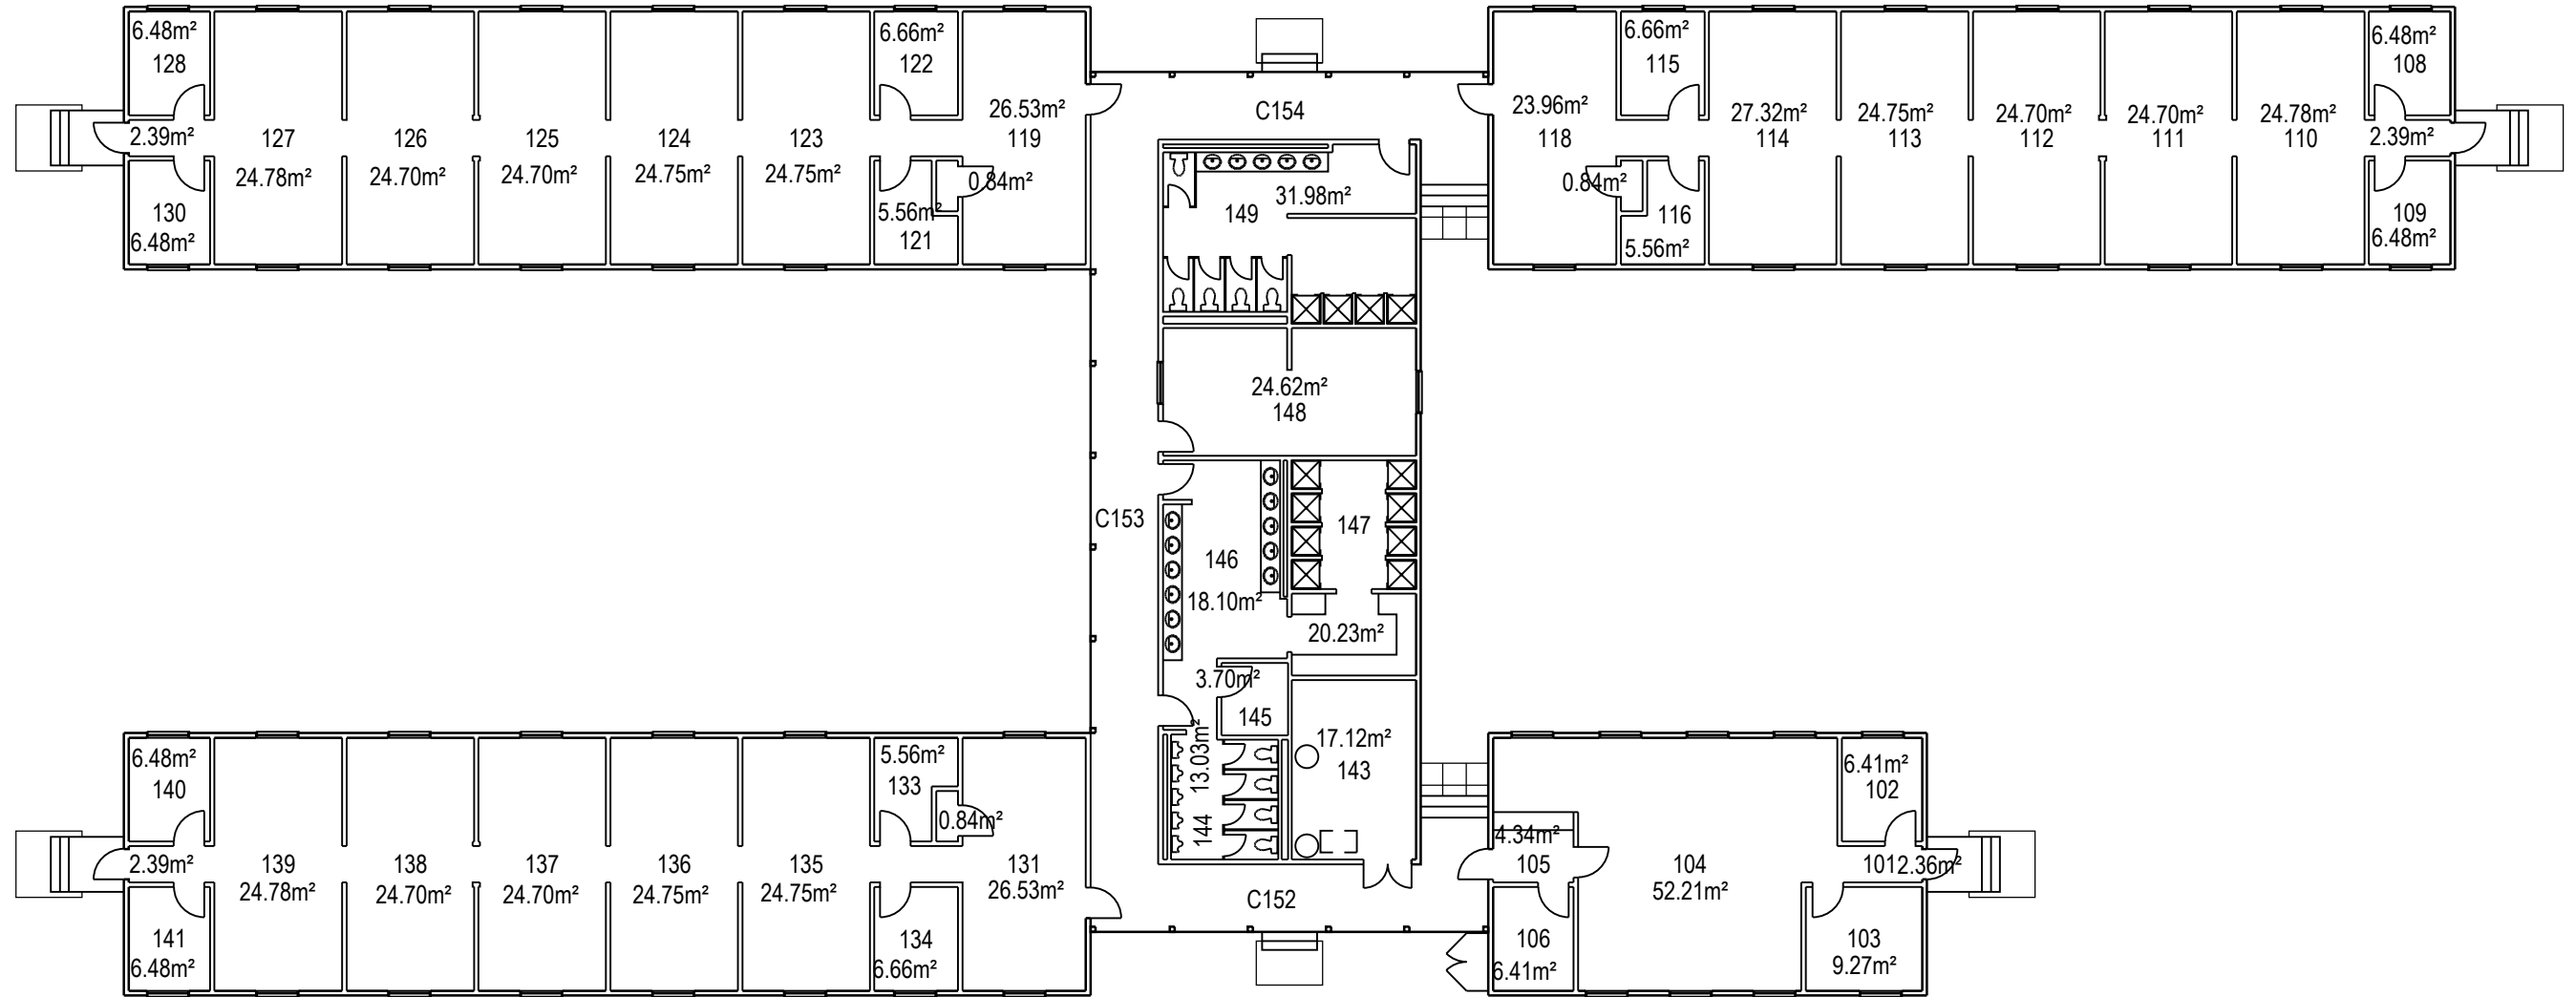 6.48m²
128
2.39m²
130
6.48m²
127
24.78m²
126
24.70m²
125
24.70m²
124
24.75m²
123
24.75m²
6.66m²
122
5.56m²
121
0.84m²
26.53m²
119
C154
23.96m²
118
6.66m²
115
0.84m²
116
5.56m²
27.32m²
114
24.75m²
113
24.70m²
112
24.70m²
111
24.78m²
110
6.48m²
108
2.39m²
109
6.48m²
31.98m²
149
24.62m²
148
C153
147
146
18.10m²
20.23m²
3.70m²
145
13.03m²
144
17.12m²
143
6.48m²
140
2.39m²
141
6.48m²
139
24.78m²
138
24.70m²
137
24.70m²
136
24.75m²
135
24.75m²
5.56m²
133
0.84m²
134
6.66m²
131
26.53m²
C152
4.34m²
105
106
6.41m²
104
52.21m²
6.41m²
102
101 2.36m²
103
9.27m²